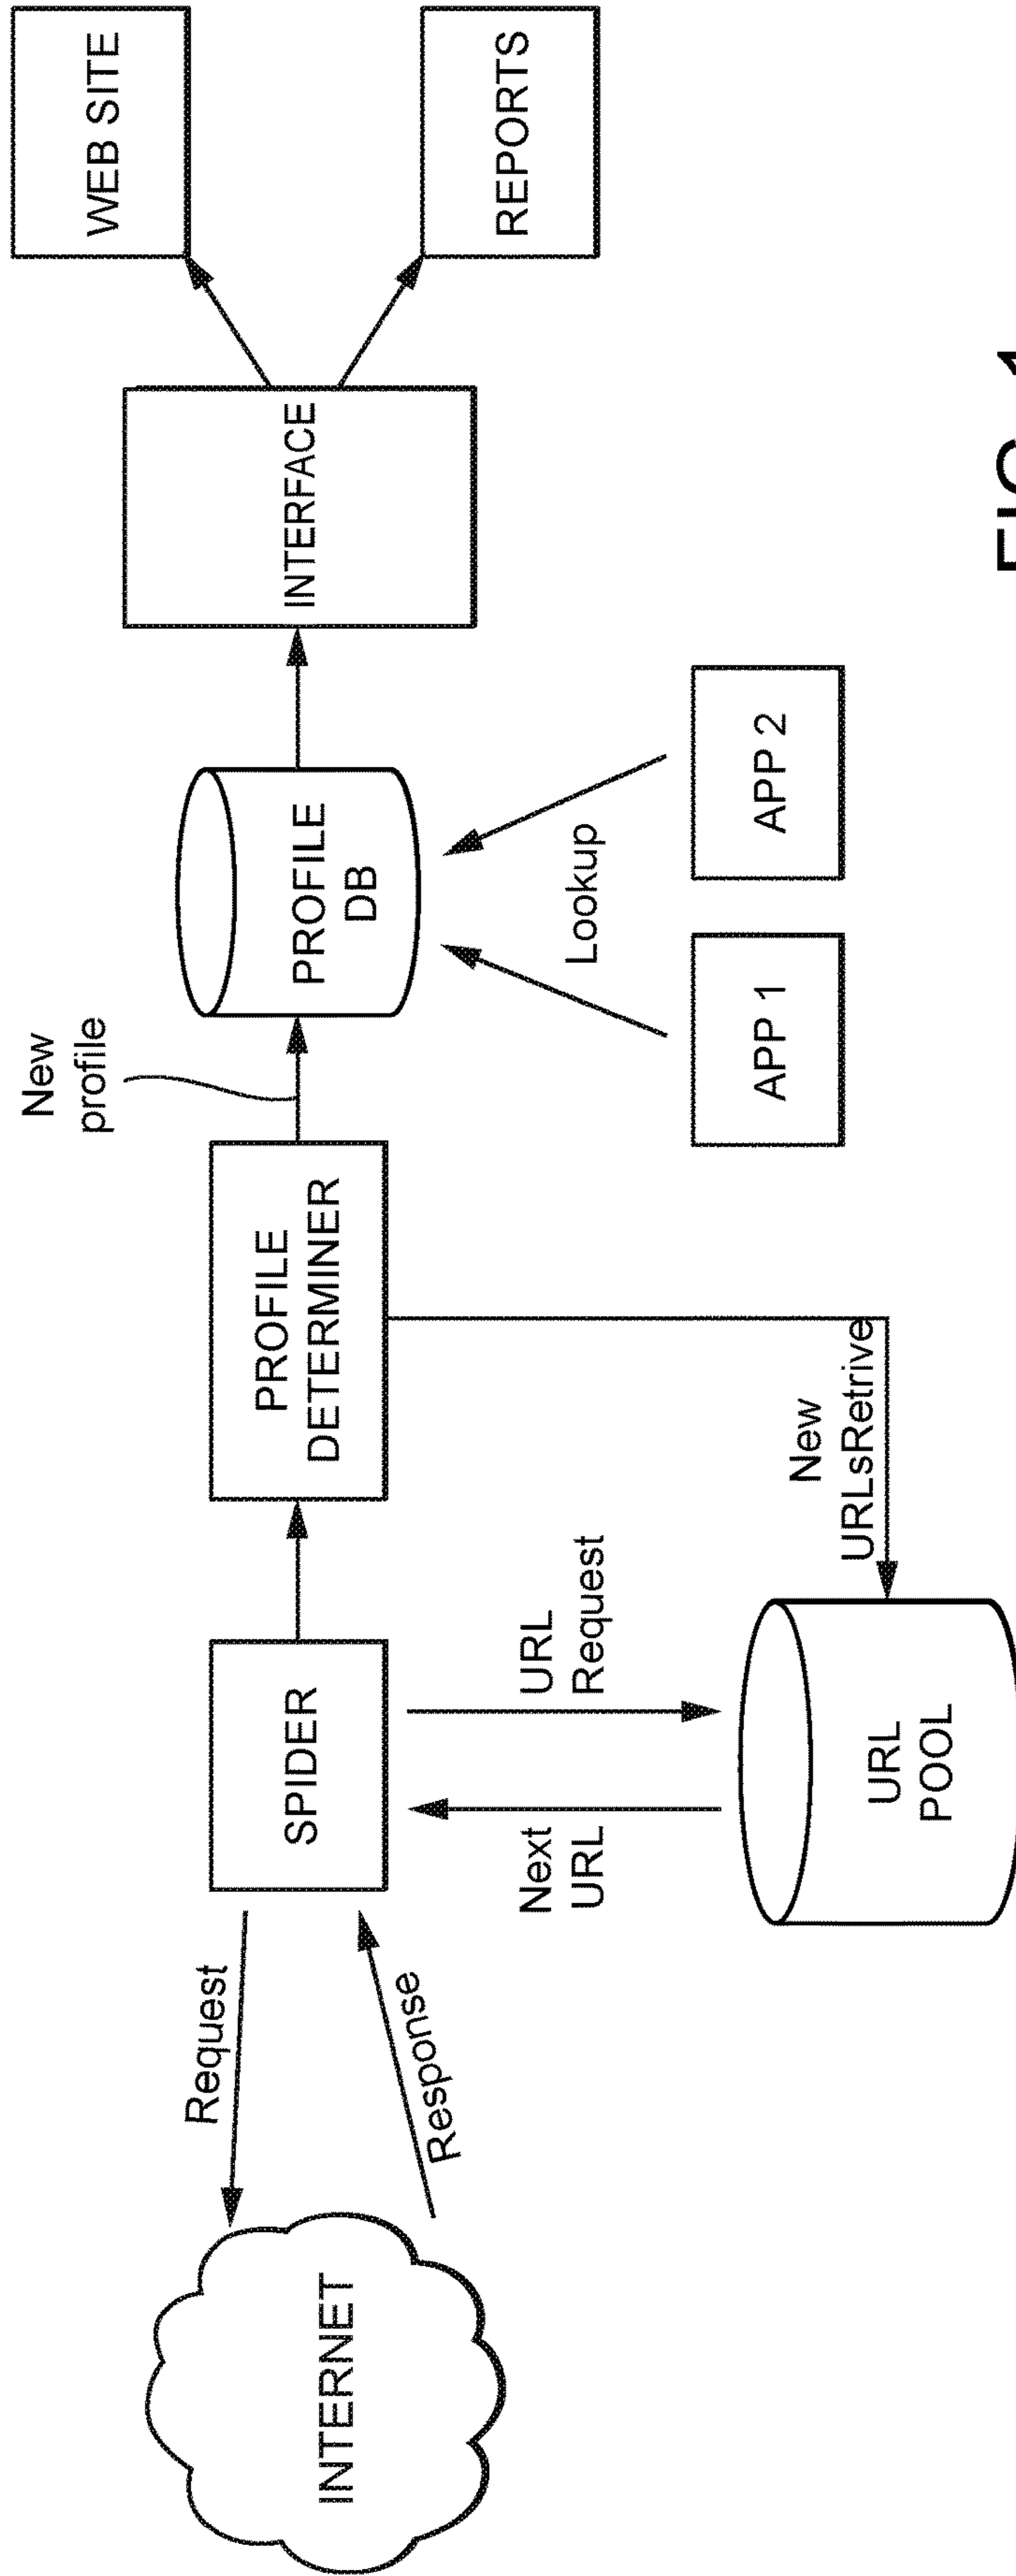 INTERNET
Request
Response
SPIDER
Next
URL
URL
Request
URL
POOL
PROFILE
DETERMINER
New
URLsRetrive
New
profile
PROFILE
DB
Lookup
APP 1
APP 2
INTERFACE
WEB SITE
REPORTS